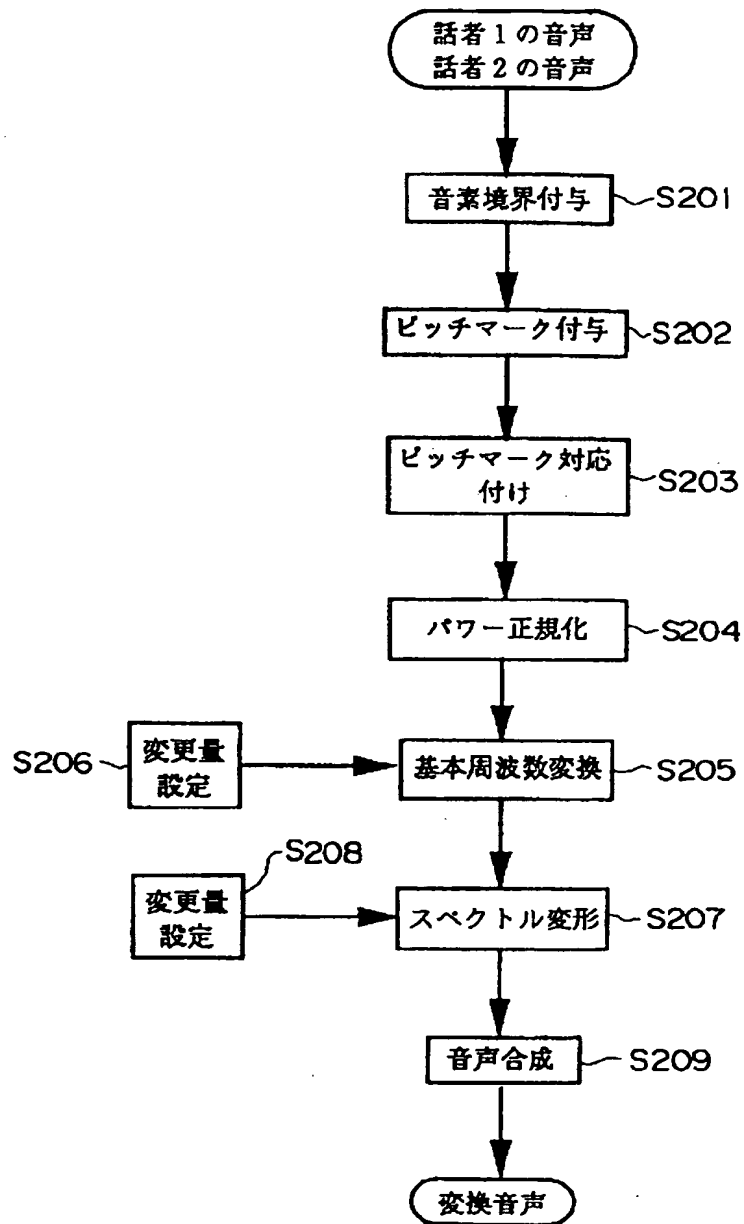 話者1の音声
話者2の音声
音素境界付与
S201
ピッチマーク付与
S202
ピッチマーク対応
付け
S203
パワー正規化
S204
S206
変更量
設定
基本周波数変換
S205
S208
変更量
設定
スペクトル変形
S207
音声合成
S209
変換音声